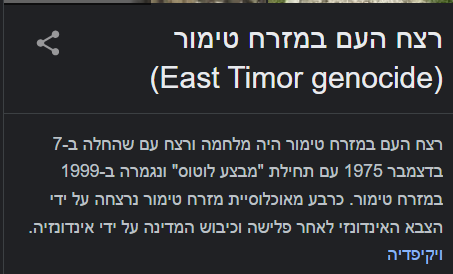 רצח העם במזרח טימור
(East Timor genocide)
רצח העם במזרח טימור היה מלחמה ורצח עם שהחלה ב-7
בדצמבר 1975 עם תחילת "מבצע לוטוס" ונגמרה ב-1999
במזרח טימור. כרבע מאוכלוסיית מזרח טימור נרצחה על ידי
הצבא האינדונזי לאחר פלישה וכיבוש המדינה על ידי אינדונזיה.
ויקיפדיה